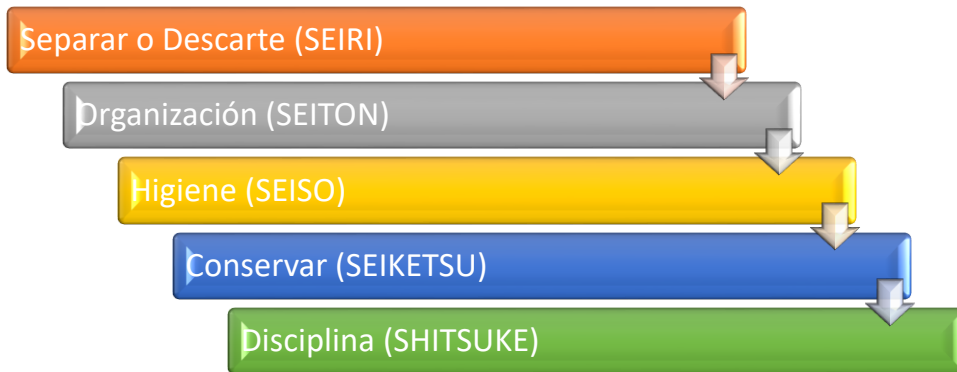 Separar o Descarte (SEIRI)
Organización (SEITON)
Higiene (SEISO)
Conservar (SEIKETSU)
Disciplina (SHITSUKE)